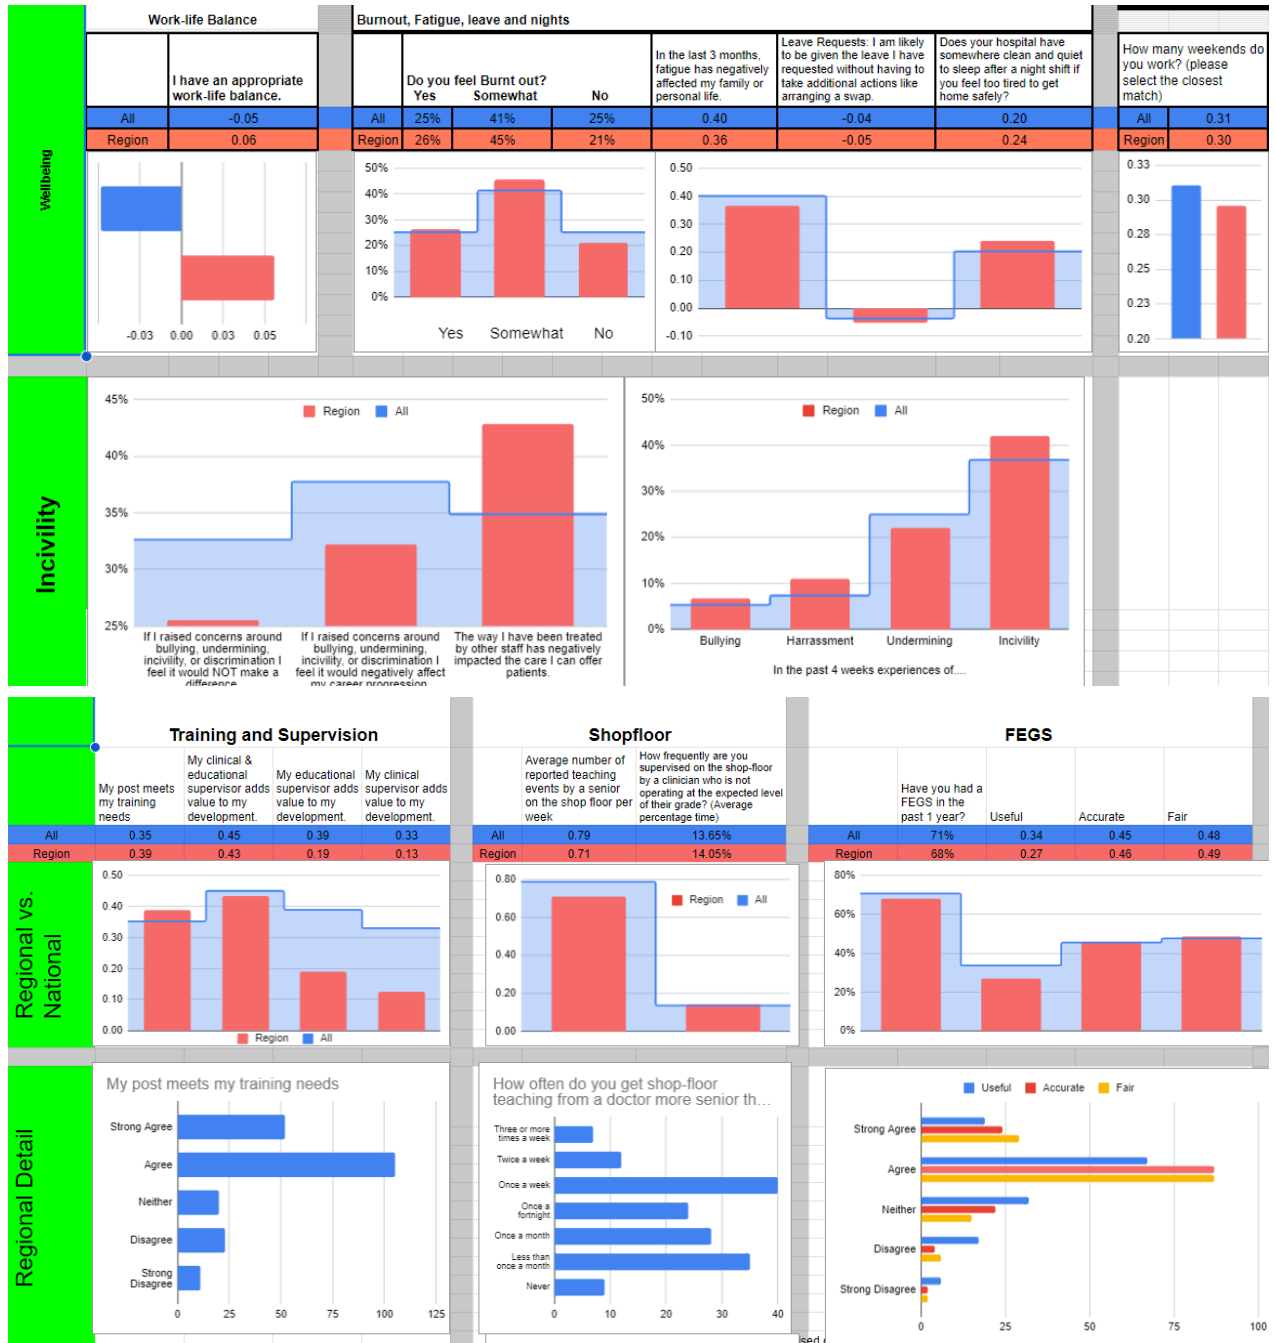 Work-life Balance
Burnout, Fatigue, leave and nights
I have an appropriate
work-life balance.
Do you feel Burnt out?
Yes Somewhat No
In the last 3 months,
fatigue has negatively
affected my family or
personal life.
Leave Requests: I am likely
to be given the leave I have
requested without having to
take additional actions like
arranging a swap.
Does your hospital have
somewhere clean and quiet
to sleep after a night shift if
you feel too tired to get
home safely?
How many weekends do
you work? (please
select the closest
match)
All -0.05 All 25% 41% 25% 0.40 -0.04 0.20 All 0.31
Region 0.06 Region 26% 45% 21% 0.36 -0.05 0.24 Region 0.30
Wellbeing
-0.03 0.00 0.03 0.05
50%
40%
30%
20%
10%
0%
Yes Somewhat No
0.50
0.40
0.30
0.20
0.10
0.00
-0.10
0.33
0.30
0.28
0.25
0.23
0.20
Incivility
45%
40%
35%
30%
25%
Region All
If I raised concerns around
bullying, undermining,
incivility, or discrimination I
feel it would NOT make a
difference
If I raised concerns around
bullying, undermining,
incivility, or discrimination I
feel it would negatively affect
my career progression
The way I have been treated
by other staff has negatively
impacted the care I can offer
patients.
50%
40%
30%
20%
10%
0%
Region All
Bullying Harrassment Undermining Incivility
In the past 4 weeks experiences of....
Training and Supervision
Shopfloor
FEGS
My post meets
my training
needs
My clinical &
educational
supervisor adds
value to my
development.
My educational
supervisor adds
value to my
development.
My clinical
supervisor adds
value to my
development.
Average number of
reported teaching
events by a senior
on the shop floor per
week
How frequently are you
supervised on the shop-floor
by a clinician who is not
operating at the expected level
of their grade? (Average
percentage time)
Have you had a
FEGS in the
past 1 year?
Useful
Accurate
Fair
All 0.35 0.45 0.39 0.33 All 0.79 13.65% All 71% 0.34 0.45 0.48
Region 0.39 0.43 0.19 0.13 Region 0.71 14.05% Region 68% 0.27 0.46 0.49
Regional vs.
National
0.50
0.40
0.30
0.20
0.10
0.00
Region All
0.80
0.60
0.40
0.20
0.00
Region All
80%
60%
40%
20%
0%
Regional Detail
My post meets my training needs
Strong Agree
Agree
Neither
Disagree
Strong
Disagree
0 25 50 75 100 125
How often do you get shop-floor
teaching from a doctor more senior th...
Three or more
times a week
Twice a week
Once a week
Once a
fortnight
Once a month
Less than
once a month
Never
0 10 20 30 40
Useful Accurate Fair
Strong Agree
Agree
Neither
Disagree
Strong Disagree
0 25 50 75 100